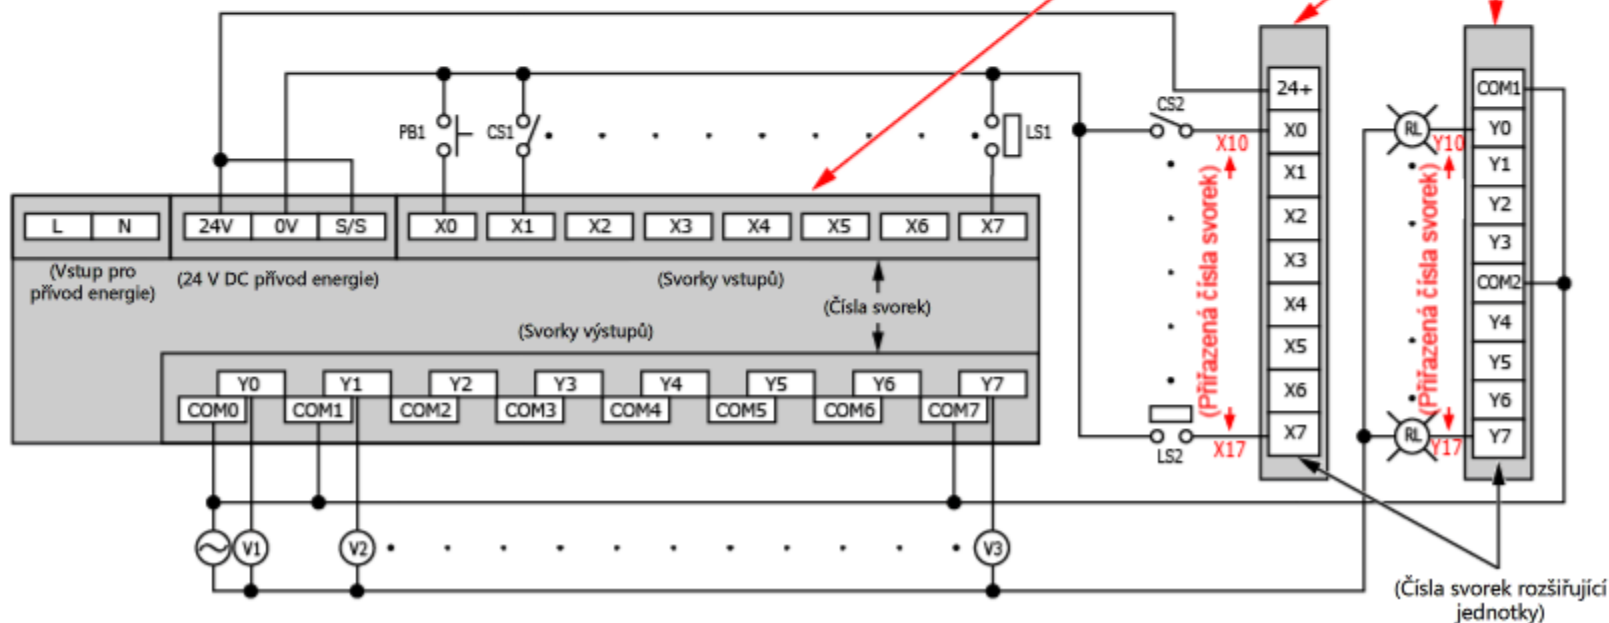 24+
COM1
CS2
PB1
CS1
LS1
X0
RL
Y0
X10
Y10
X1
Y1
X2
Y2
L
N
24V
0V
S/S
X0
X1
X2
X3
X4
X5
X6
X7
X3
Y3
(Vstup pro
přívod energie)
(24 V DC přívod energie)
(Svorky vstupů)
(Přiřazená čísla svorek)
(Přiřazená čísla svorek)
COM2
(Čísla svorek)
X4
Y4
(Svorky výstupů)
X5
Y5
Y0
Y1
Y2
Y3
Y4
Y5
Y6
Y7
X6
Y6
COM0
COM1
COM2
COM3
COM4
COM5
COM6
COM7
X7
RL
Y7
LS2
X17
Y17
V1
V2
V3
(Čísla svorek rozšiřující
jednotky)